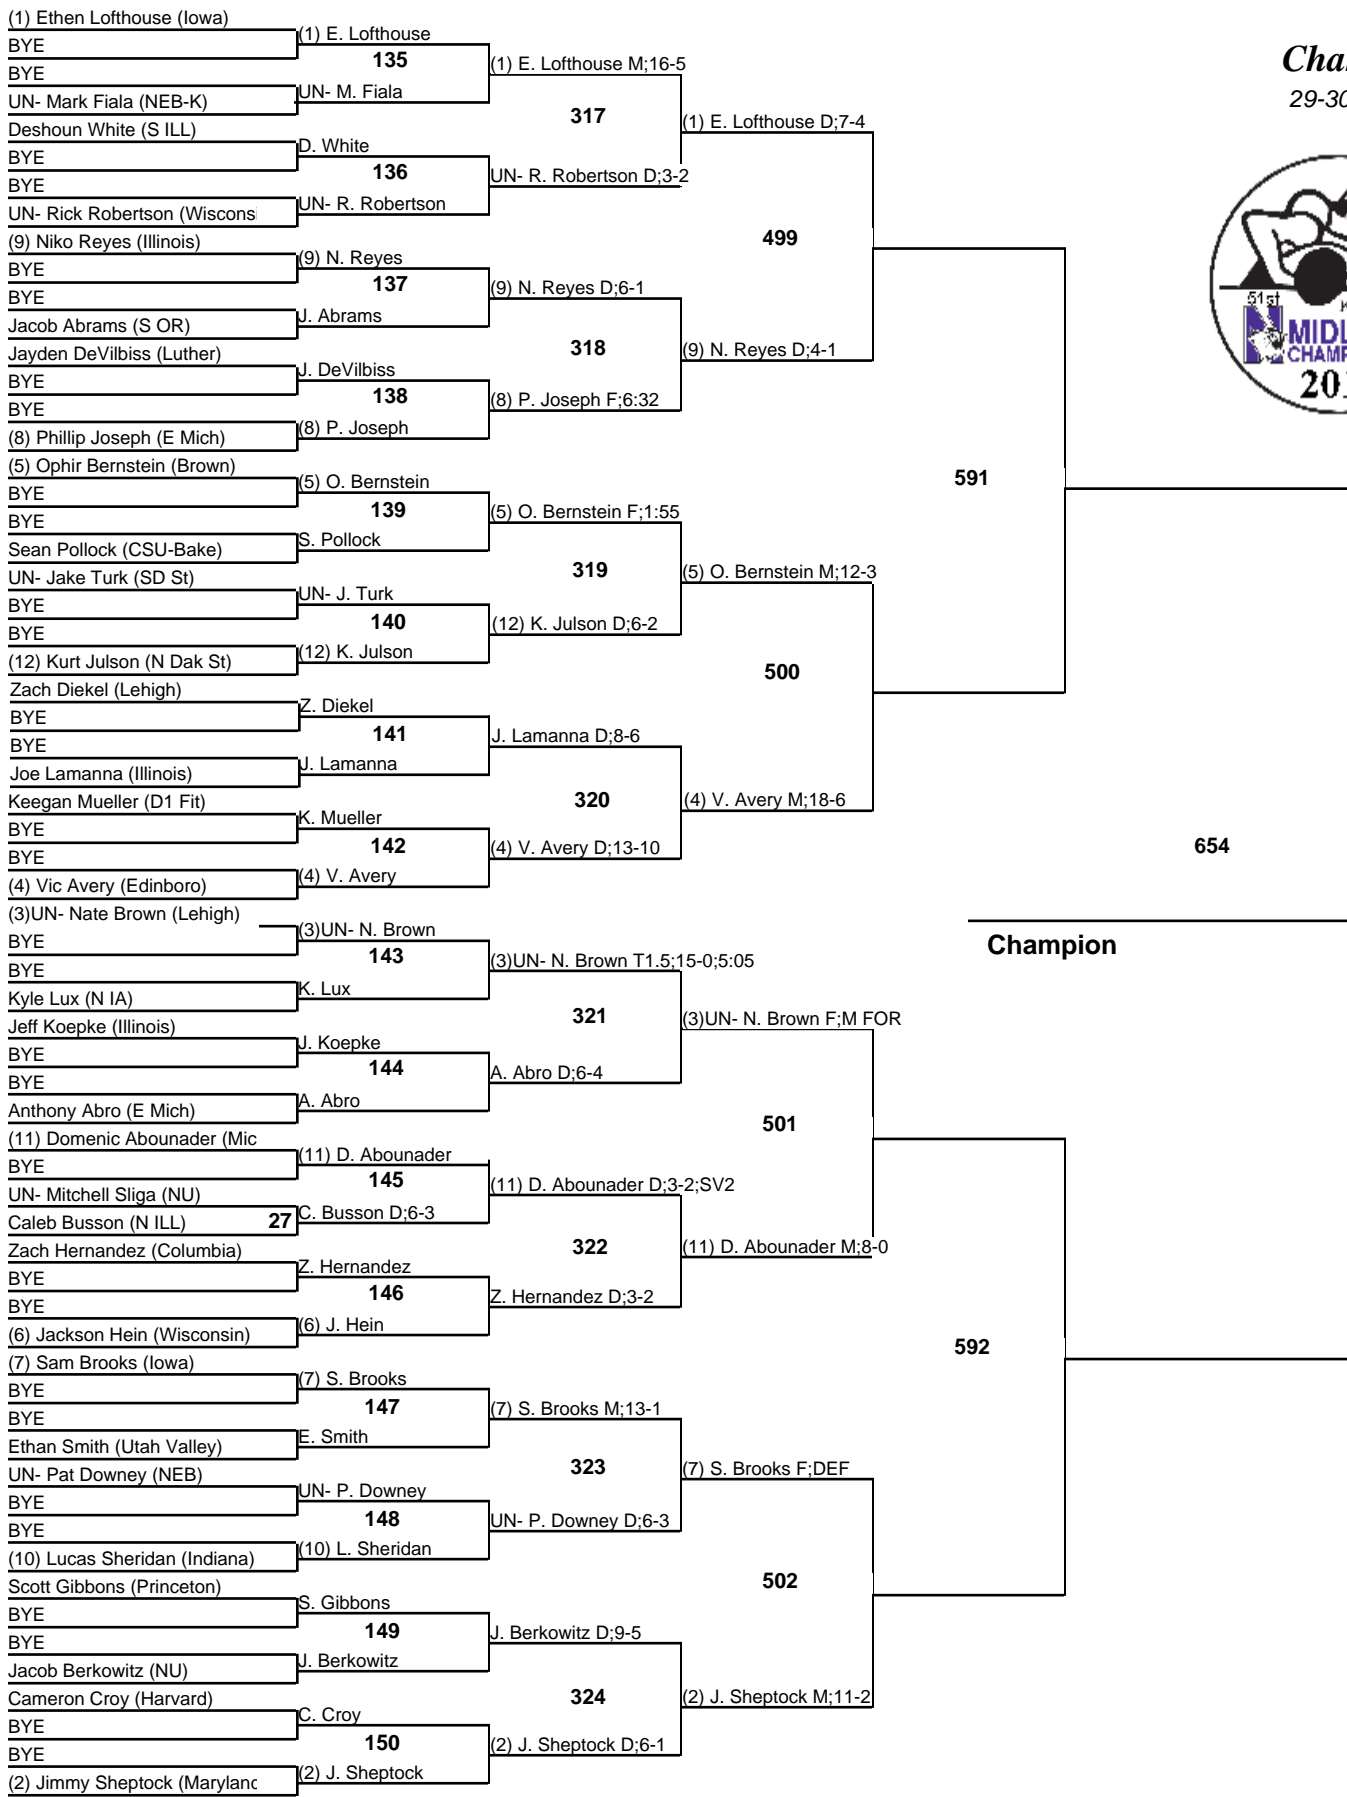 (1) Ethen Lofthouse (Iowa)
BYE
BYE
UN- Mark Fiala (NEB-K)
Deshoun White (S ILL)
BYE
BYE
UN- Rick Robertson (Wisconsi
(9) Niko Reyes (Illinois)
BYE
BYE
Jacob Abrams (S OR)
Jayden DeVilbiss (Luther)
BYE
BYE
(8) Phillip Joseph (E Mich)
(5) Ophir Bernstein (Brown)
BYE
BYE
Sean Pollock (CSU-Bake)
UN- Jake Turk (SD St)
BYE
BYE
(12) Kurt Julson (N Dak St)
Zach Diekel (Lehigh)
BYE
BYE
Joe Lamanna (Illinois)
Keegan Mueller (D1 Fit)
BYE
BYE
(4) Vic Avery (Edinboro)
(3)UN- Nate Brown (Lehigh)
BYE
BYE
Kyle Lux (N IA)
Jeff Koepke (Illinois)
BYE
BYE
Anthony Abro (E Mich)
(11) Domenic Abounader (Mic
BYE
UN- Mitchell Sliga (NU)
Caleb Busson (N ILL) 27
Zach Hernandez (Columbia)
BYE
BYE
(6) Jackson Hein (Wisconsin)
(7) Sam Brooks (Iowa)
BYE
BYE
Ethan Smith (Utah Valley)
UN- Pat Downey (NEB)
BYE
BYE
(10) Lucas Sheridan (Indiana)
Scott Gibbons (Princeton)
BYE
BYE
Jacob Berkowitz (NU)
Cameron Croy (Harvard)
BYE
BYE
(2) Jimmy Sheptock (Maryland
(1) E. Lofthouse
135
UN- M. Fiala
D. White
136
UN- R. Robertson
(9) N. Reyes
137
J. Abrams
J. DeVilbiss
138
(8) P. Joseph
(5) O. Bernstein
139
S. Pollock
UN- J. Turk
140
(12) K. Julson
Z. Diekel
141
J. Lamanna
K. Mueller
142
(4) V. Avery
(3)UN- N. Brown
143
K. Lux
J. Koepke
144
A. Abro
(11) D. Abounader
145
C. Busson D;6-3
Z. Hernandez
146
(6) J. Hein
(7) S. Brooks
147
E. Smith
UN- P. Downey
148
(10) L. Sheridan
S. Gibbons
149
J. Berkowitz
C. Croy
150
(2) J. Sheptock
(1) E. Lofthouse M;16-5
317
UN- R. Robertson D;3-2
(9) N. Reyes D;6-1
318
(8) P. Joseph F;6:32
(5) O. Bernstein F;1:55
319
(12) K. Julson D;6-2
J. Lamanna D;8-6
320
(4) V. Avery D;13-10
(3)UN- N. Brown T1.5;15-0;5:05
321
A. Abro D;6-4
(11) D. Abounader D;3-2;SV2
322
Z. Hernandez D;3-2
(7) S. Brooks M;13-1
323
UN- P. Downey D;6-3
J. Berkowitz D;9-5
324
(2) J. Sheptock D;6-1
(1) E. Lofthouse D;7-4
499
(9) N. Reyes D;4-1
(5) O. Bernstein M;12-3
500
(4) V. Avery M;18-6
(3)UN- N. Brown F;M FOR
501
(11) D. Abounader M;8-0
(7) S. Brooks F;DEF
502
(2) J. Sheptock M;11-2
591
592
654
Champion
Cha
29-30
51st
N
MIDL
CHAMP
201